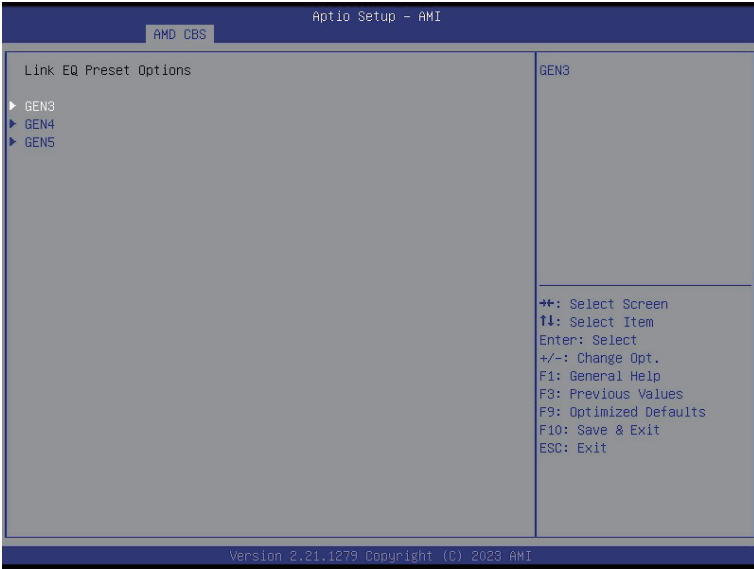 Aptio Setup – AMI
AMD CBS
Link EQ Preset Options
GEN3
GEN4
GEN5
GEN3
→←: Select Screen
↑↓: Select Item
Enter: Select
+/-: Change Opt.
F1: General Help
F3: Previous Values
F9: Optimized Defaults
F10: Save & Exit
ESC: Exit
Version 2.21.1279 Copyright (C) 2023 AMI